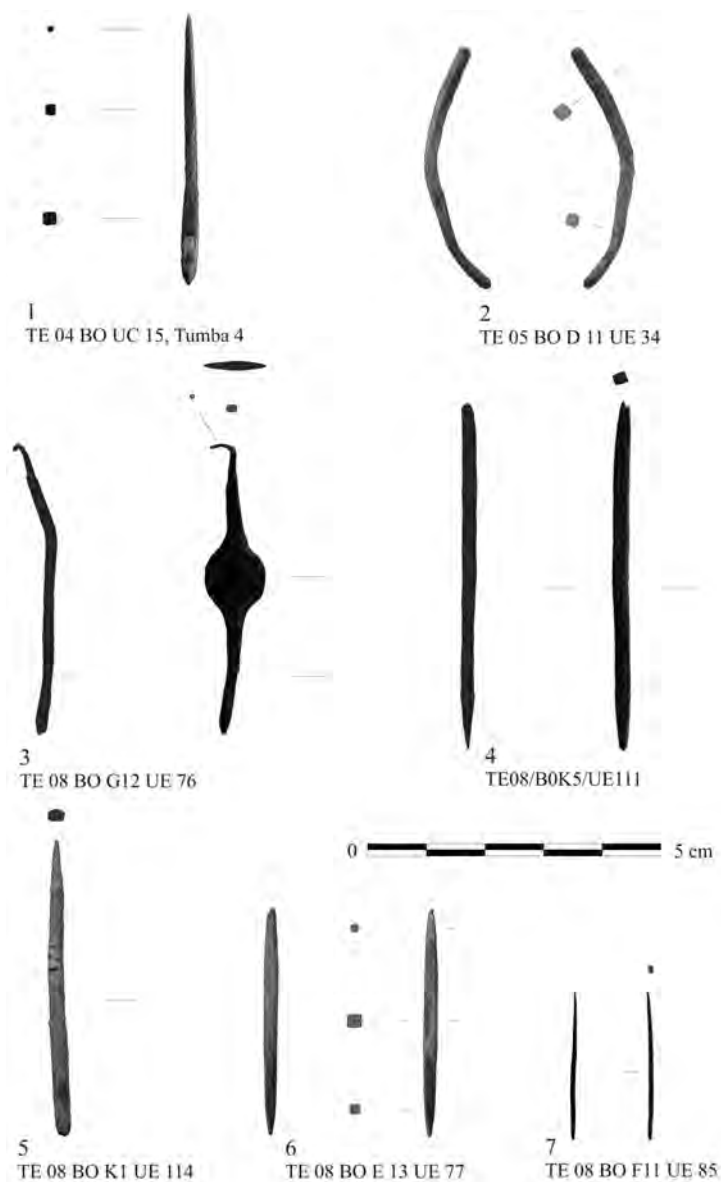 1
TE 04 BO UC 15, Tumba 4
2
TE 05 BO D 11 UE 34
3
TE 08 BO G12 UE 76
4
TE08/B0K5/UE111
0 5 cm
5
TE 08 BO K1 UE 114
6
TE 08 BO E 13 UE 77
7
TE 08 BO F11 UE 85